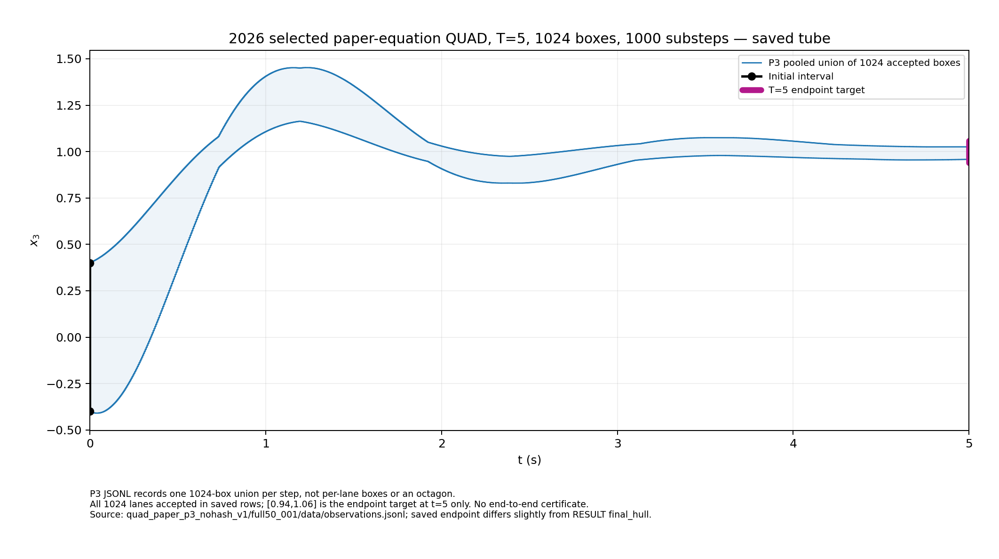 2026 selected paper-equation QUAD, T=5, 1024 boxes, 1000 substeps — saved tube
P3 pooled union of 1024 accepted boxes
Initial interval
T=5 endpoint target
1.50
1.25
1.00
0.75
0.50
0.25
0.00
−0.25
−0.50
x₃
0 1 2 3 4 5
t (s)
P3 JSONL records one 1024-box union per step, not per-lane boxes or an octagon.
All 1024 lanes accepted in saved rows; [0.94,1.06] is the endpoint target at t=5 only. No end-to-end certificate.
Source: quad_paper_p3_nohash_v1/full50_001/data/observations.jsonl; saved endpoint differs slightly from RESULT final_hull.